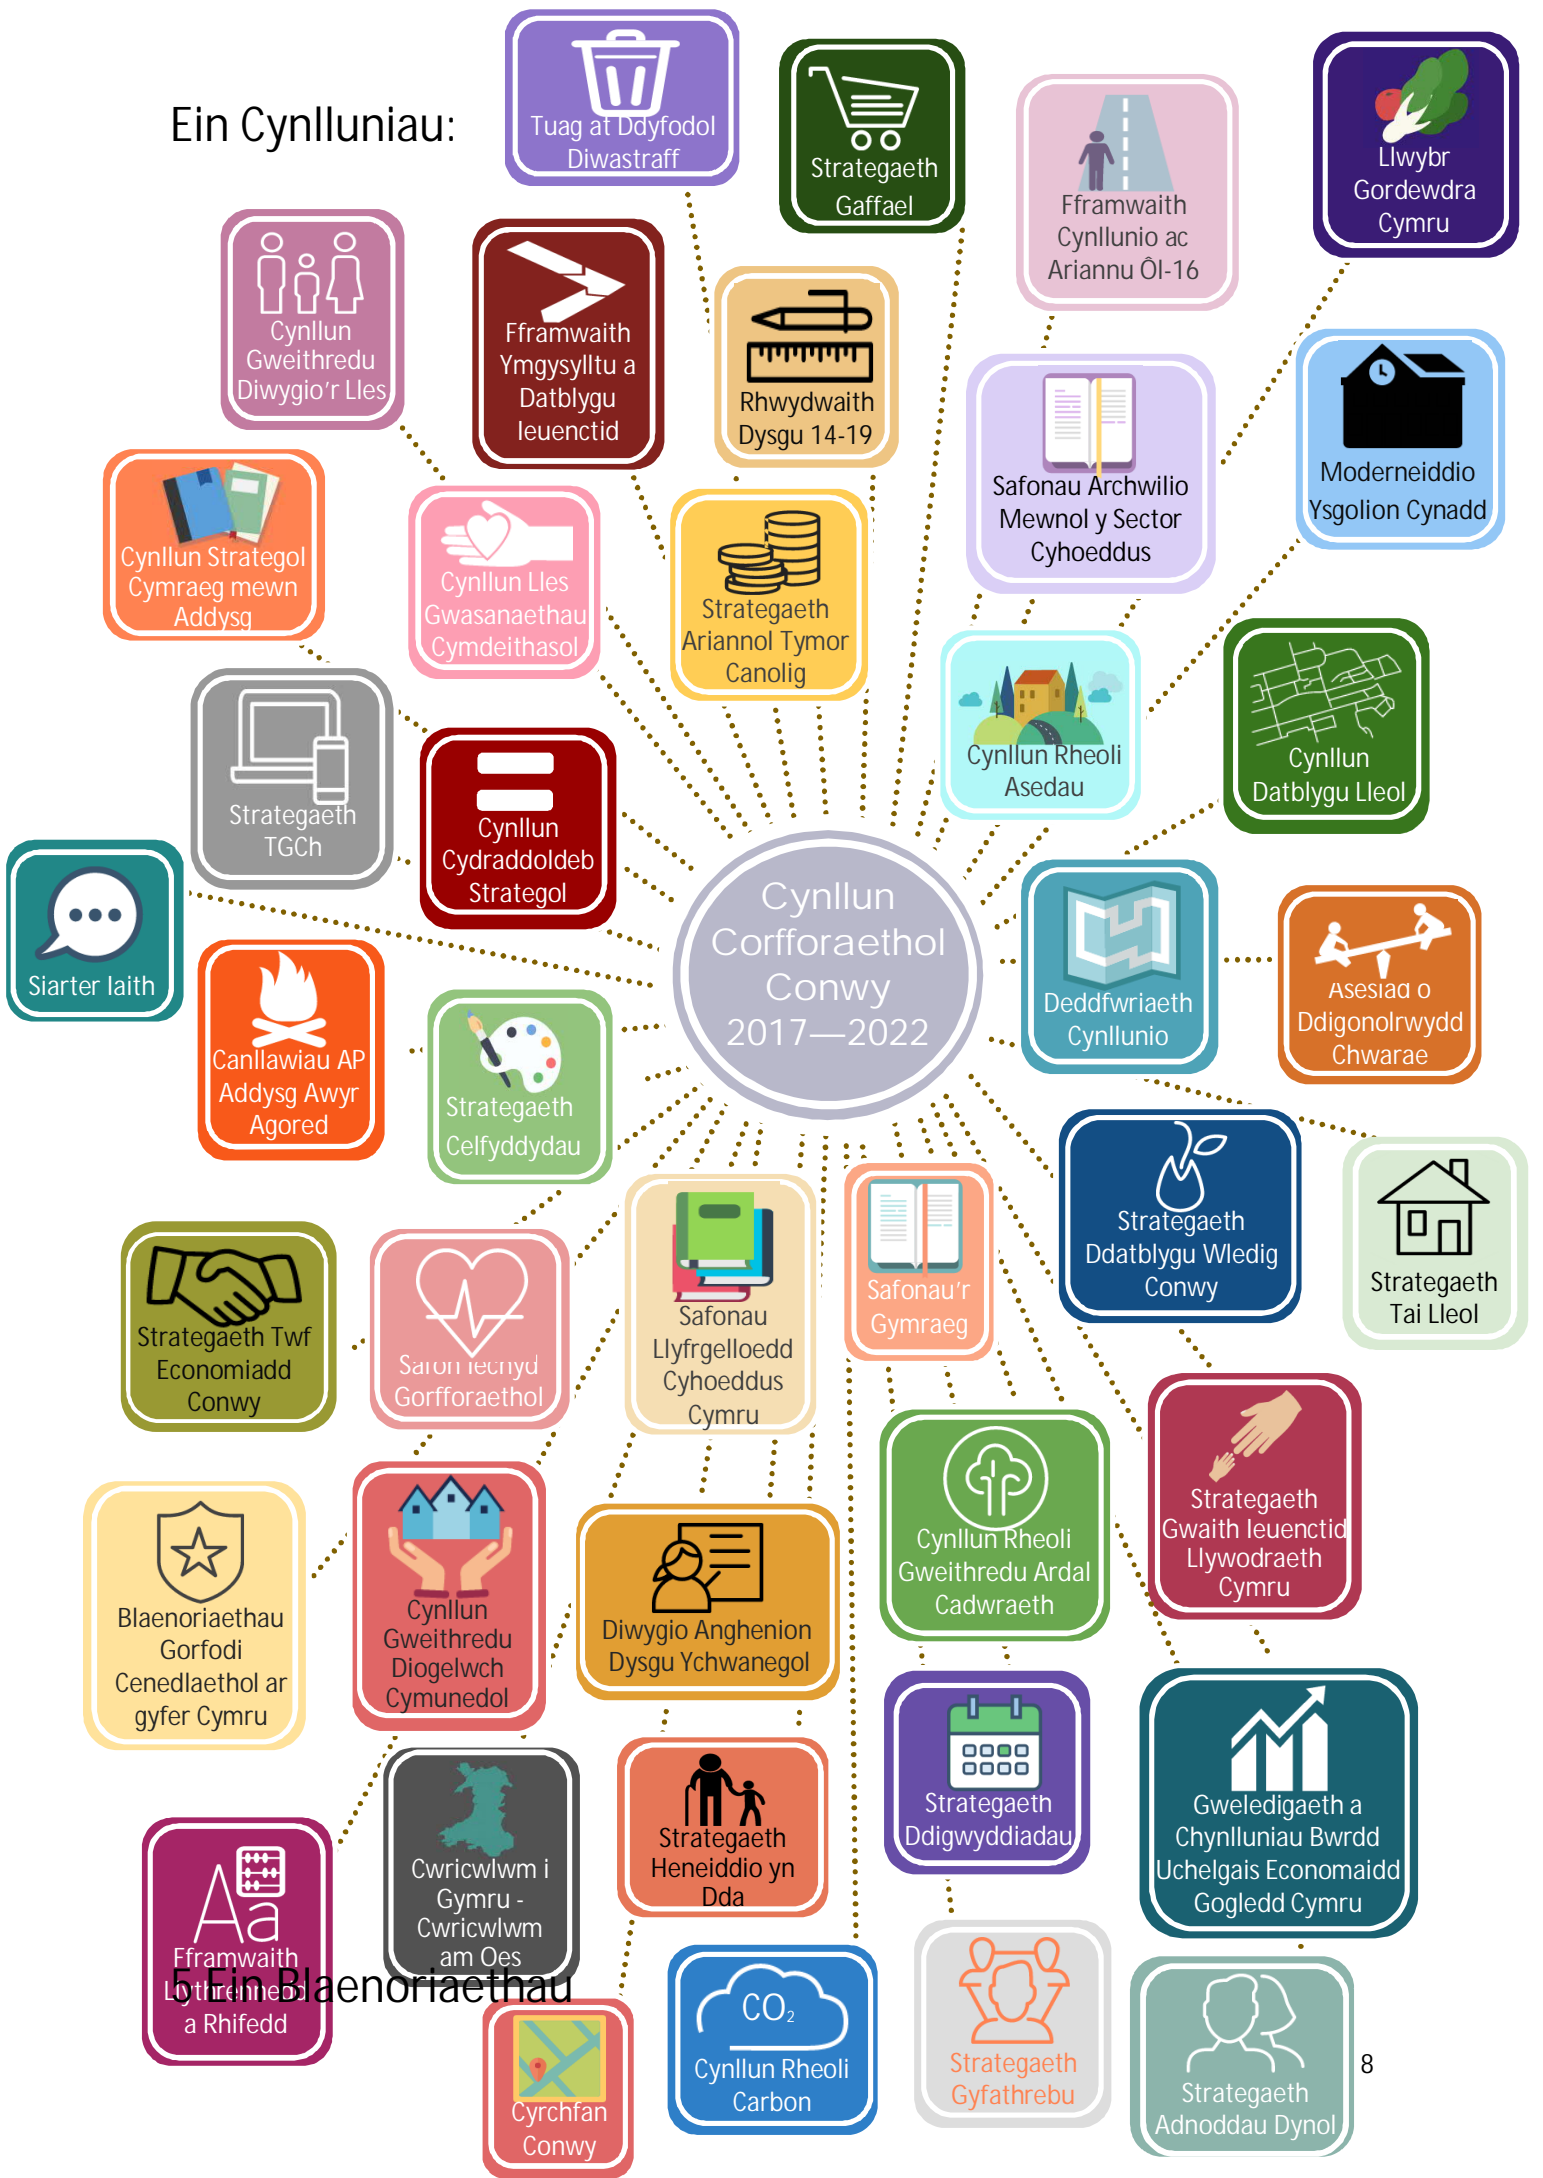 Ein Cynlluniau:
Tuag at Ddyfodol
Diwastraff
Strategaeth
Gaffael
Fframwaith
Cynllunio ac
Ariannu Ôl-16
Llwybr
Gordewdra
Cymru
Cynllun
Gweithredu
Diwygio'r Lles
Fframwaith
Ymgysylltu a
Datblygu
Ieuenctid
Rhwydwaith
Dysgu 14-19
Safonau Archwilio
Mewnol y Sector
Cyhoeddus
Moderneiddio
Ysgolion Cynadd
Cynllun Strategol
Cymraeg mewn
Addysg
Cynllun Lles
Gwasanaethau
Cymdeithasol
Strategaeth
Ariannol Tymor
Canolig
Cynllun Rheoli
Asedau
Cynllun
Datblygu Lleol
Strategaeth
TGCh
Cynllun
Cydraddoldeb
Strategol
Siarter Iaith
Cynllun
Corfforaethol
Conwy
2017—2022
Deddfwriaeth
Cynllunio
Asesiad o
Ddigonolrwydd
Chwarae
Canllawiau AP
Addysg Awyr
Agored
Strategaeth
Celfyddydau
Strategaeth
Ddatblygu Wledig
Conwy
Strategaeth
Tai Lleol
Strategaeth Twf
Economiadd
Conwy
Safon Iechyd
Gorfforaethol
Safonau
Llyfrgelloedd
Cyhoeddus
Cymru
Safonau'r
Gymraeg
Strategaeth
Gwaith Ieuenctid
Llywodraeth
Cymru
Blaenoriaethau
Gorfodi
Cenedlaethol ar
gyfer Cymru
Cynllun
Gweithredu
Diogelwch
Cymunedol
Diwygio Anghenion
Dysgu Ychwanegol
Cynllun Rheoli
Gweithredu Ardal
Cadwraeth
Strategaeth
Ddigwyddiadau
Gweledigaeth a
Chynlluniau Bwrdd
Uchelgais Economaidd
Gogledd Cymru
Aa
Fframwaith
Llythrennedd
a Rhifedd
Cwricwlwm i
Gymru -
Cwricwlwm
am Oes
Strategaeth
Heneiddio yn
Dda
5 Ein Blaenoriaethau
Cyrchfan
Conwy
CO₂
Cynllun Rheoli
Carbon
Strategaeth
Gyfathrebu
Strategaeth
Adnoddau Dynol
8